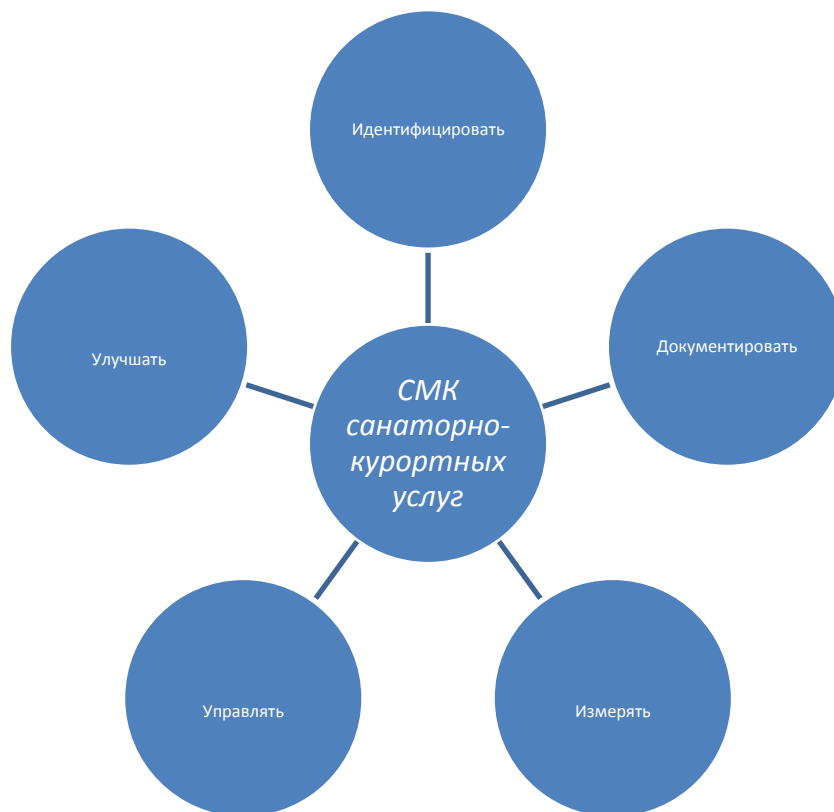 Идентифицировать
Документировать
Улучшать
СМК
санаторно-
курортных
услуг
Управлять
Измерять